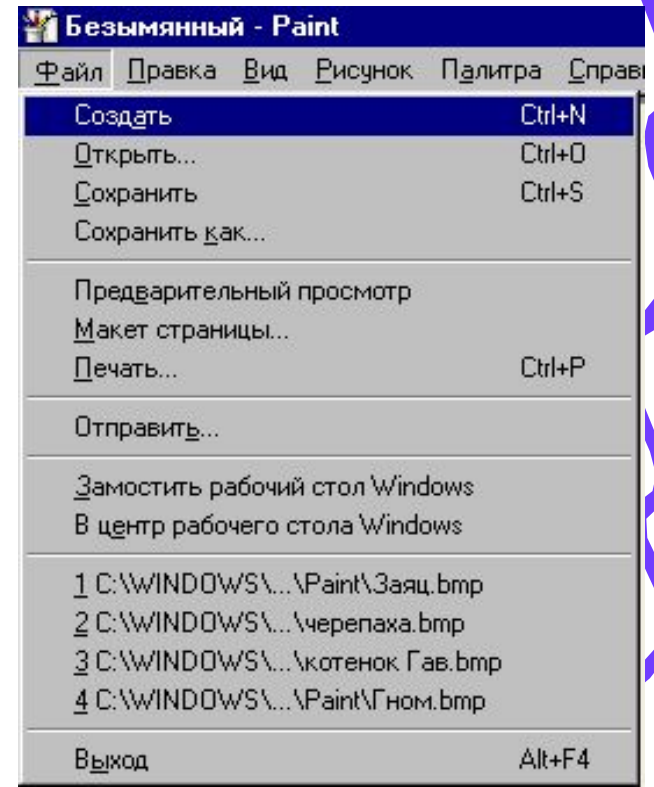 Безымянный - Paint
Файл Правка Вид Рисунок Палитра Справ
Создать Ctrl+N
Открыть... Ctrl+O
Сохранить Ctrl+S
Сохранить как...
Предварительный просмотр
Макет страницы...
Печать... Ctrl+P
Отправить...
Замостить рабочий стол Windows
В центр рабочего стола Windows
1 C:\WINDOWS\...\Paint\Заяц.bmp
2 C:\WINDOWS\...\черепаха.bmp
3 C:\WINDOWS\...\котенок Гав.bmp
4 C:\WINDOWS\...\Paint\Гном.bmp
Выход Alt+F4